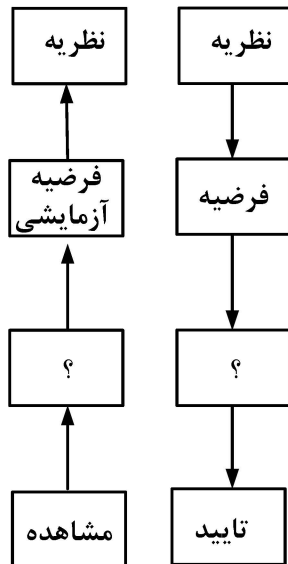 نظریه
نظریه
فرضیه
فرضیه
آزمایشی
؟
؟
تایید
مشاهده